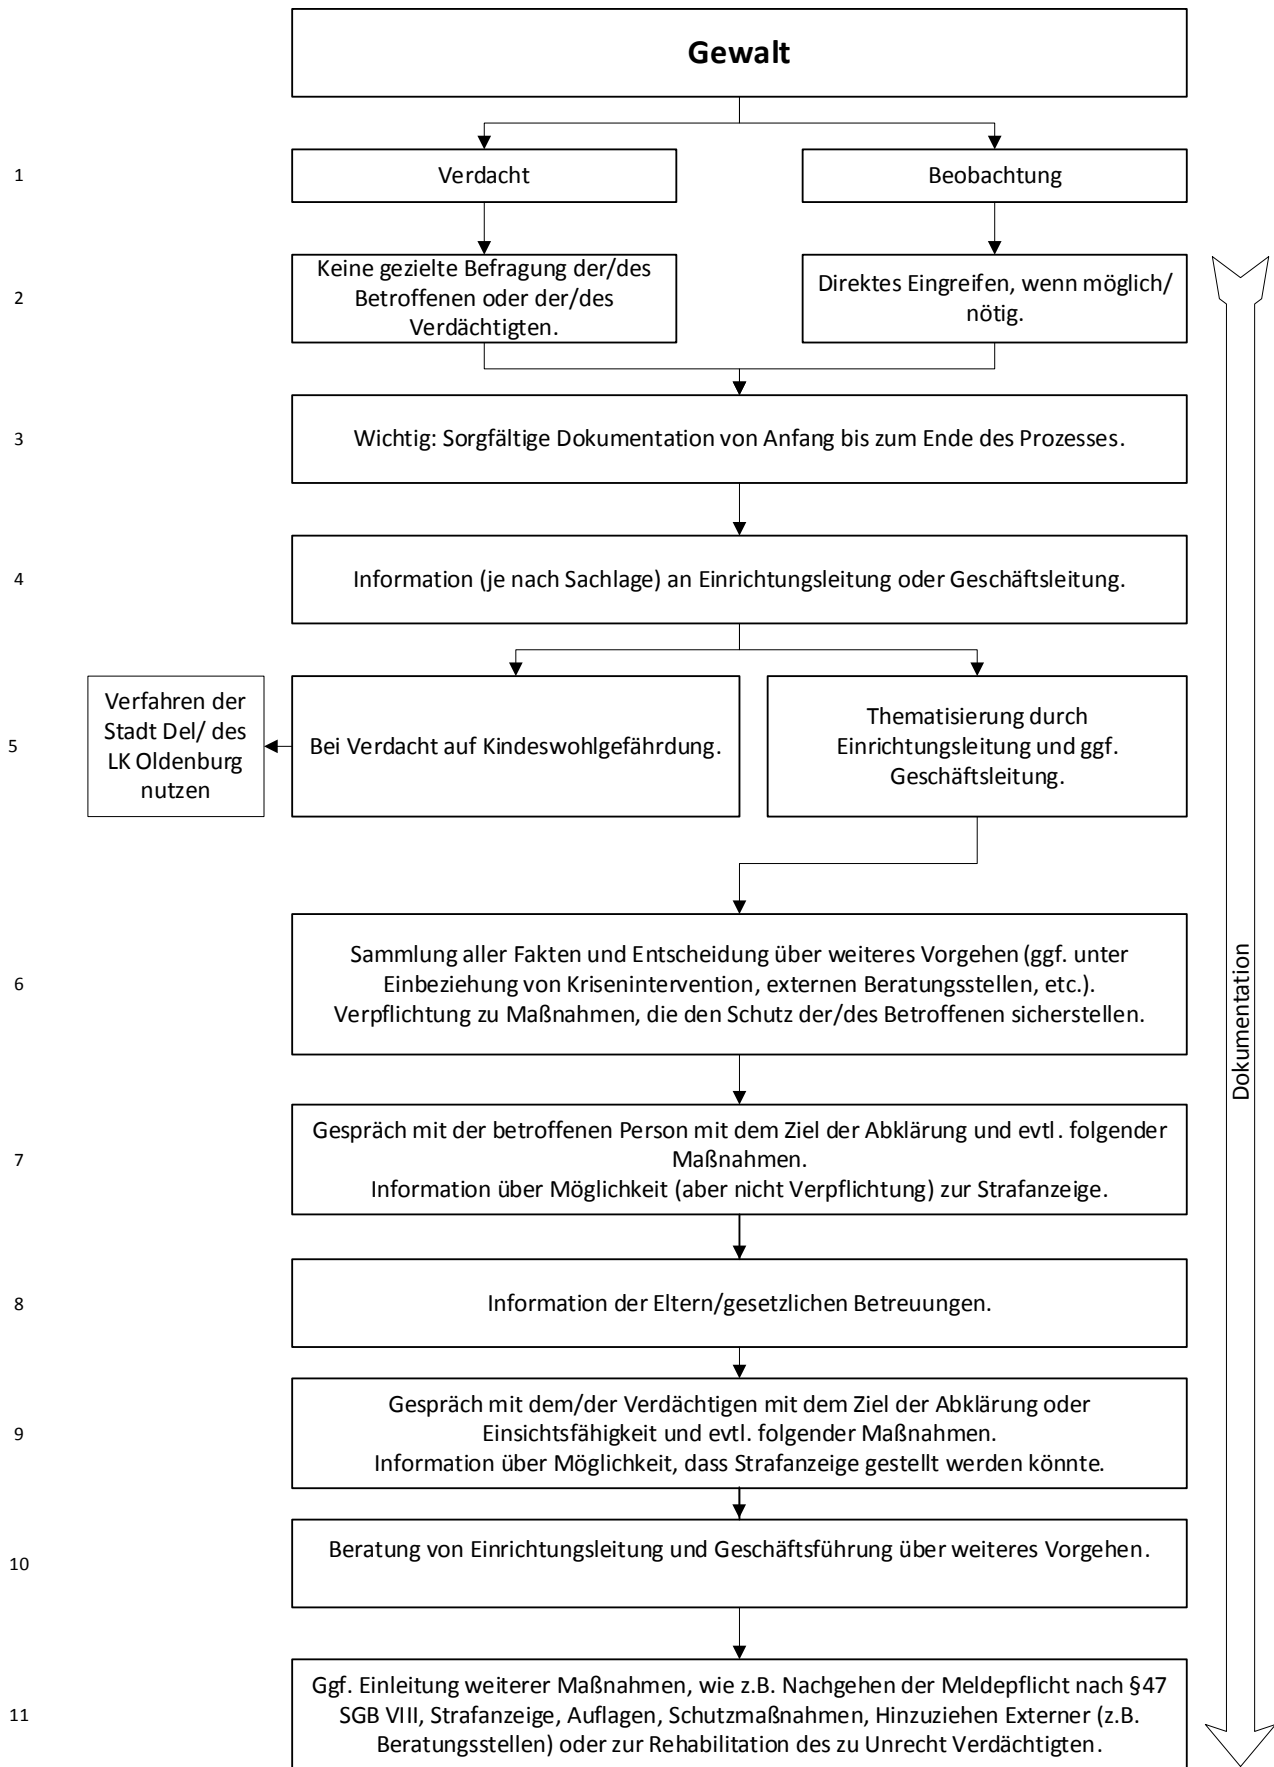 Gewalt
1
Verdacht
Beobachtung
2
Keine gezielte Befragung der/des
Betroffenen oder der/des
Verdächtigten.
Direktes Eingreifen, wenn möglich/
nötig.
3
Wichtig: Sorgfältige Dokumentation von Anfang bis zum Ende des Prozesses.
4
Information (je nach Sachlage) an Einrichtungsleitung oder Geschäftsleitung.
5
Verfahren der
Stadt Del/ des
LK Oldenburg
nutzen
Bei Verdacht auf Kindeswohlgefährdung.
Thematisierung durch
Einrichtungsleitung und ggf.
Geschäftsleitung.
6
Sammlung aller Fakten und Entscheidung über weiteres Vorgehen (ggf. unter
Einbeziehung von Krisenintervention, externen Beratungsstellen, etc.).
Verpflichtung zu Maßnahmen, die den Schutz der/des Betroffenen sicherstellen.
Dokumentation
7
Gespräch mit der betroffenen Person mit dem Ziel der Abklärung und evtl. folgender
Maßnahmen.
Information über Möglichkeit (aber nicht Verpflichtung) zur Strafanzeige.
8
Information der Eltern/gesetzlichen Betreuungen.
9
Gespräch mit dem/der Verdächtigen mit dem Ziel der Abklärung oder
Einsichtsfähigkeit und evtl. folgender Maßnahmen.
Information über Möglichkeit, dass Strafanzeige gestellt werden könnte.
10
Beratung von Einrichtungsleitung und Geschäftsführung über weiteres Vorgehen.
11
Ggf. Einleitung weiterer Maßnahmen, wie z.B. Nachgehen der Meldepflicht nach §47
SGB VIII, Strafanzeige, Auflagen, Schutzmaßnahmen, Hinzuziehen Externer (z.B.
Beratungsstellen) oder zur Rehabilitation des zu Unrecht Verdächtigten.